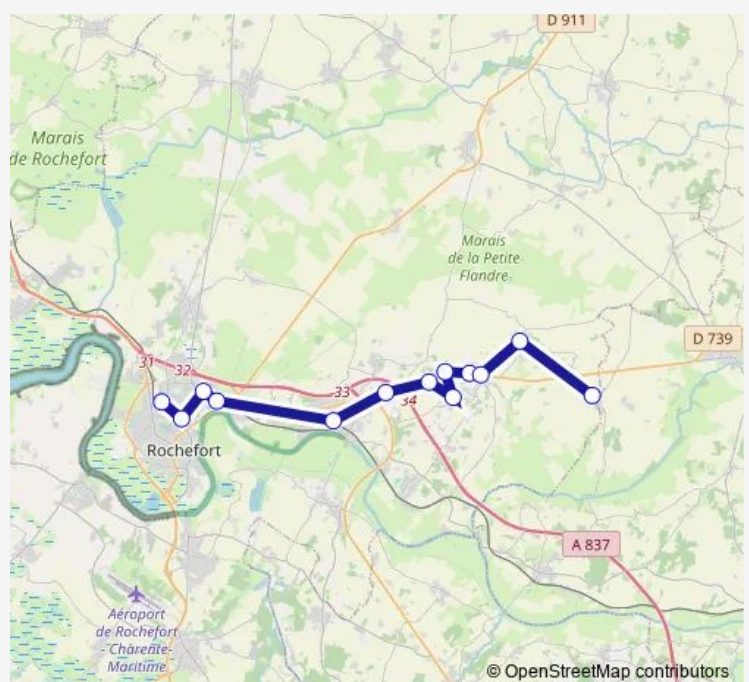 D 911
Marais
de Rochefort
Marais
de la Petite
Flandre
D 739
31
32
33
34
Rochefort
A 837
Aéroport
de Rochefort
- Charente-
Maritime
© OpenStreetMap contributors